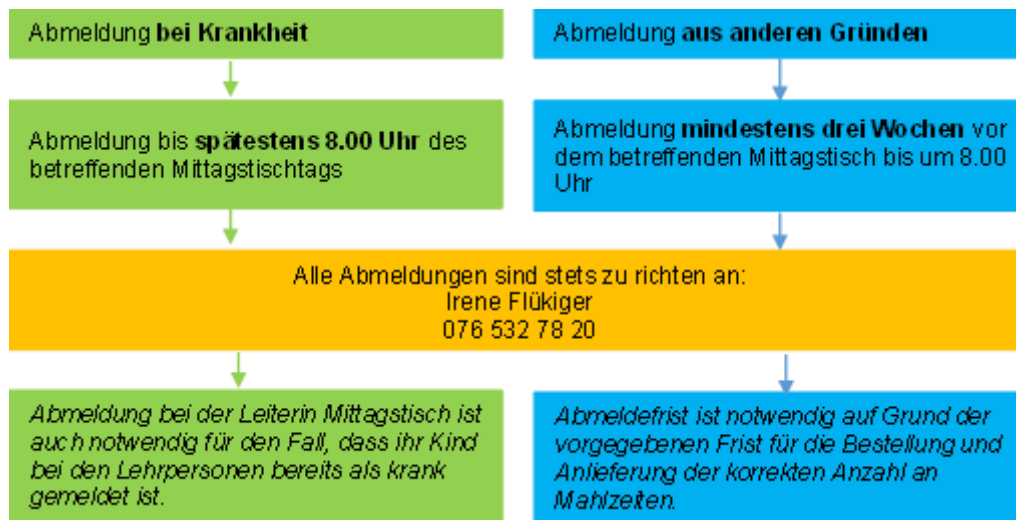 Abmeldung bei Krankheit
Abmeldung aus anderen Gründen
Abmeldung bis spätestens 8.00 Uhr des
betreffenden Mittagstischtags
Abmeldung mindestens drei Wochen vor
dem betreffenden Mittagstisch bis um 8.00
Uhr
Alle Abmeldungen sind stets zu richten an:
Irene Flükiger
076 532 78 20
Abmeldung bei der Leiterin Mittagstisch ist
auch notwendig für den Fall, dass ihr Kind
bei den Lehrpersonen bereits als krank
gemeldet ist.
Abmeldefrist ist notwendig auf Grund der
vorgegebenen Frist für die Bestellung und
Anlieferung der korrekten Anzahl an
Mahlzeiten.